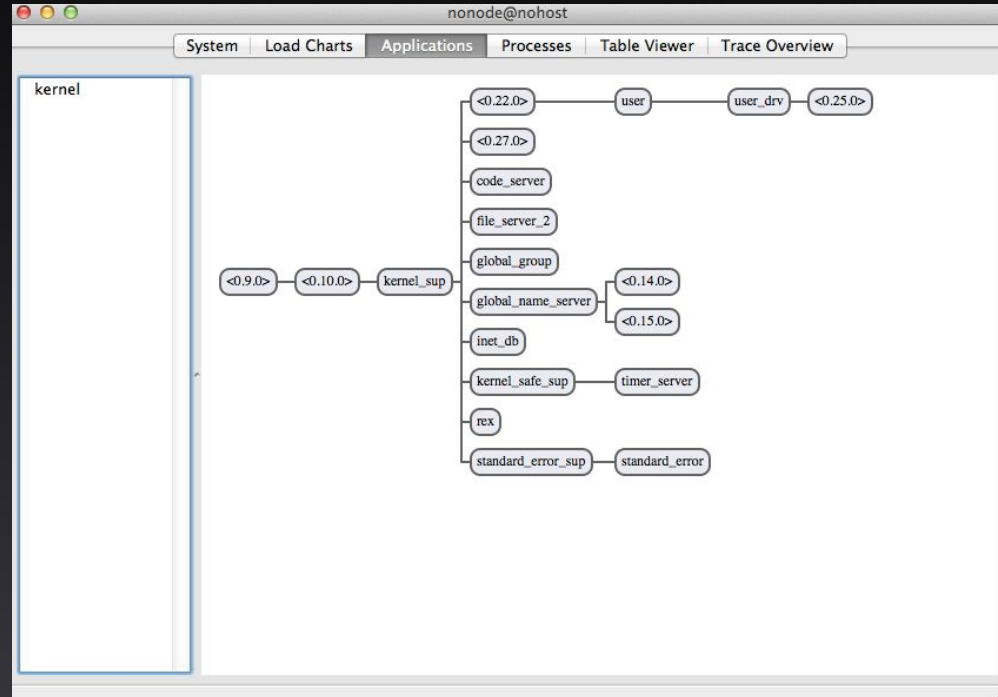 nonode@nohost
System Load Charts Applications Processes Table Viewer Trace Overview
kernel
<0.22.0> user user_drv <0.25.0>
<0.27.0>
code_server
file_server_2
global_group
<0.9.0> <0.10.0> kernel_sup <0.14.0>
global_name_server
<0.15.0>
inet_db
kernel_safe_sup timer_server
rex
standard_error_sup standard_error